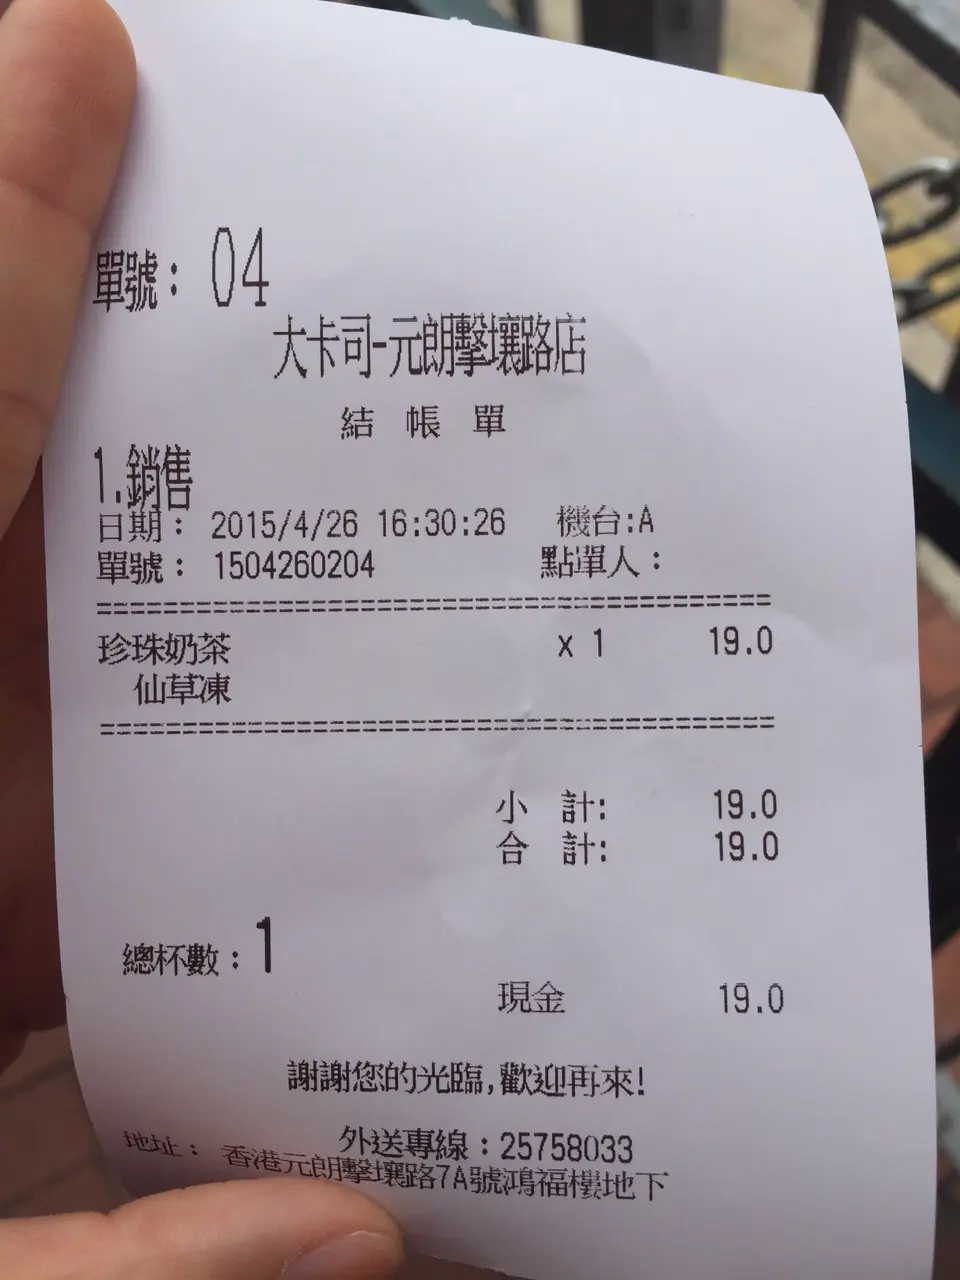 單號： 04
大卡司-元朗擊壤路店
結 帳 單
1.銷售
日期： 2015/4/26 16:30:26 機台:A
單號： 1504260204 點單人：
=========================================
珍珠奶茶 x 1 19.0
仙草凍
=========================================
小 計: 19.0
合 計: 19.0
總杯數：1
現金 19.0
謝謝您的光臨,歡迎再來!
外送專線：25758033
地址： 香港元朗擊壤路7A號鴻福樓地下